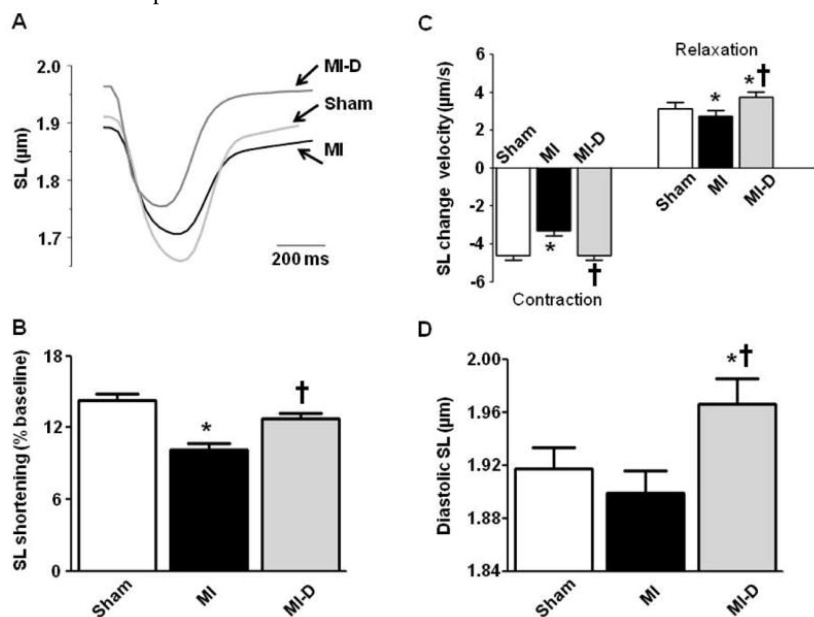 A
2.0
1.9
1.8
1.7
SL (µm)
MI-D
Sham
MI
200 ms
C
6
4
2
0
-2
-4
-6
SL change velocity (µm/s)
Relaxation
* *†
Sham MI MI-D
Sham MI MI-D
* †
Contraction
B
18
12
6
0
SL shortening (% baseline)
* †
Sham MI MI-D
D
2.00
1.96
1.92
1.88
1.84
Diastolic SL (µm)
*†
Sham MI MI-D